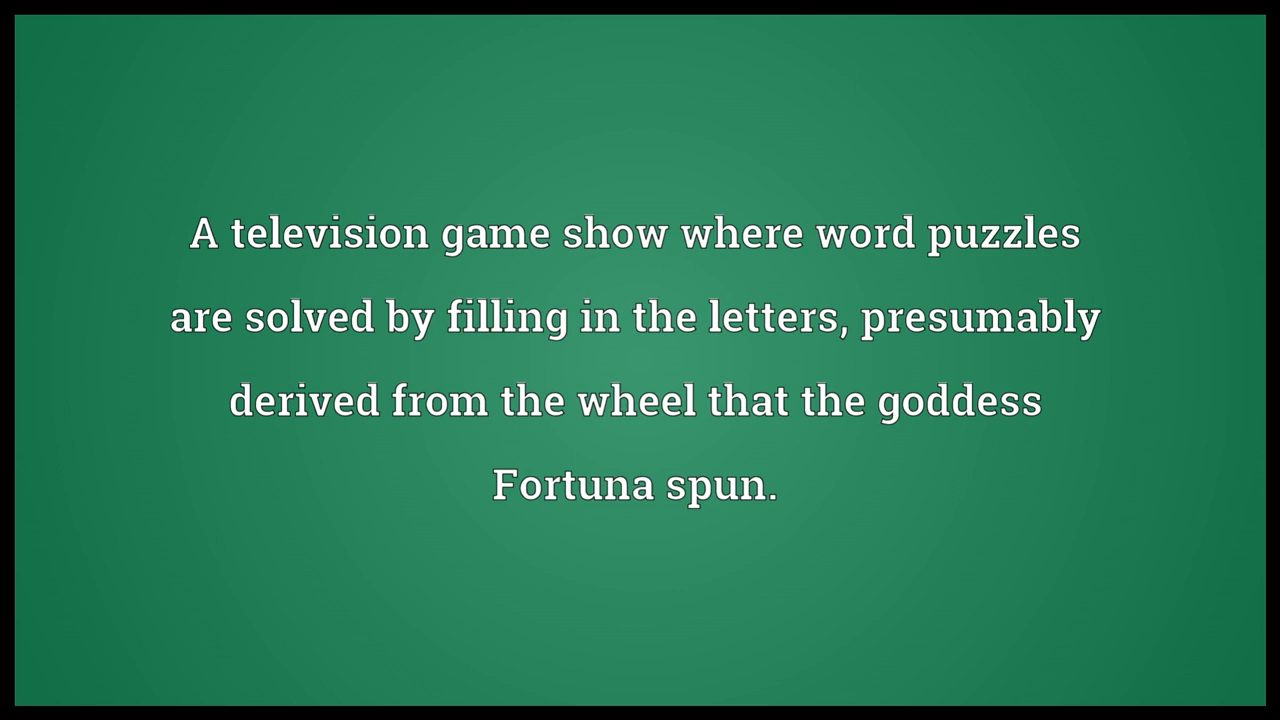 A television game show where word puzzles
are solved by filling in the letters, presumably
derived from the wheel that the goddess
Fortuna spun.